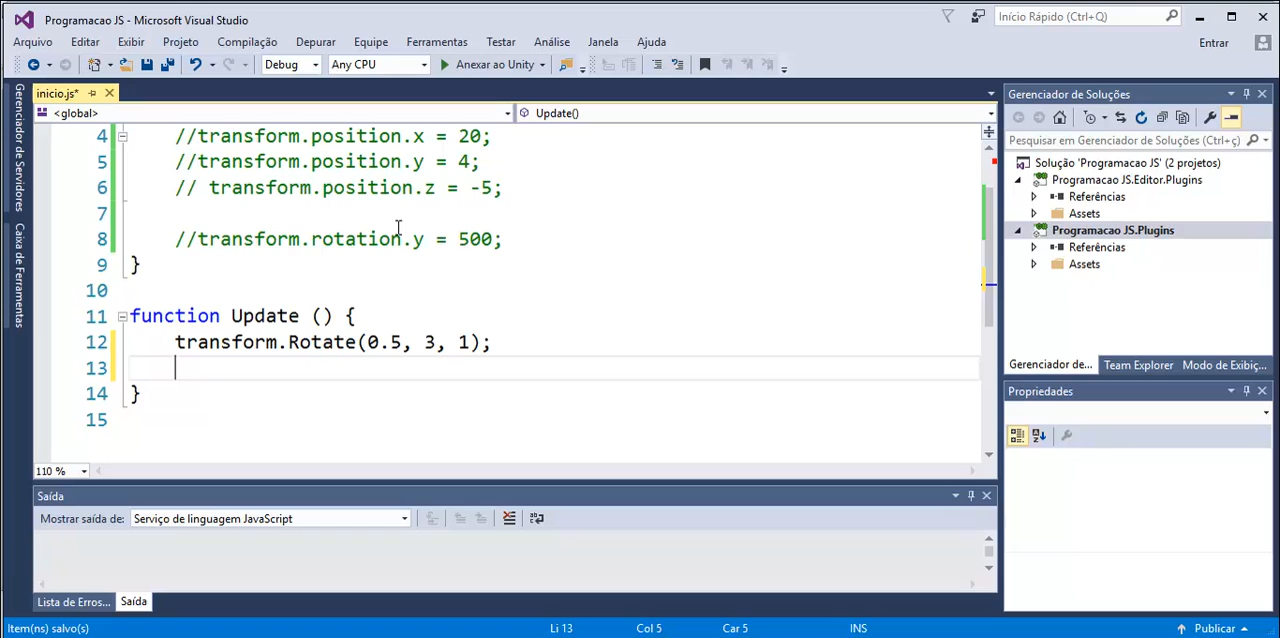 Programacao JS - Microsoft Visual Studio
Início Rápido (Ctrl+Q)
Arquivo Editar Exibir Projeto Compilação Depurar Equipe Ferramentas Testar Análise Janela Ajuda
Entrar
Debug Any CPU Anexar ao Unity
Gerenciador de Servidores
Caixa de Ferramentas
inicio.js*
<global> Update()
4 //transform.position.x = 20;
5 //transform.position.y = 4;
6 // transform.position.z = -5;
7
8 //transform.rotation.y = 500;
9 }
10
11 function Update () {
12 transform.Rotate(0.5, 3, 1);
13
14 }
15
110 %
Gerenciador de Soluções
Pesquisar em Gerenciador de Soluções (Ctrl+ç)
Solução 'Programacao JS' (2 projetos)
Programacao JS.Editor.Plugins
Referências
Assets
Programacao JS.Plugins
Referências
Assets
Gerenciador de... Team Explorer Modo de Exibiç...
Propriedades
Saída
Mostrar saída de: Serviço de linguagem JavaScript
Lista de Erros... Saída
Item(ns) salvo(s) Li 13 Col 5 Car 5 INS Publicar